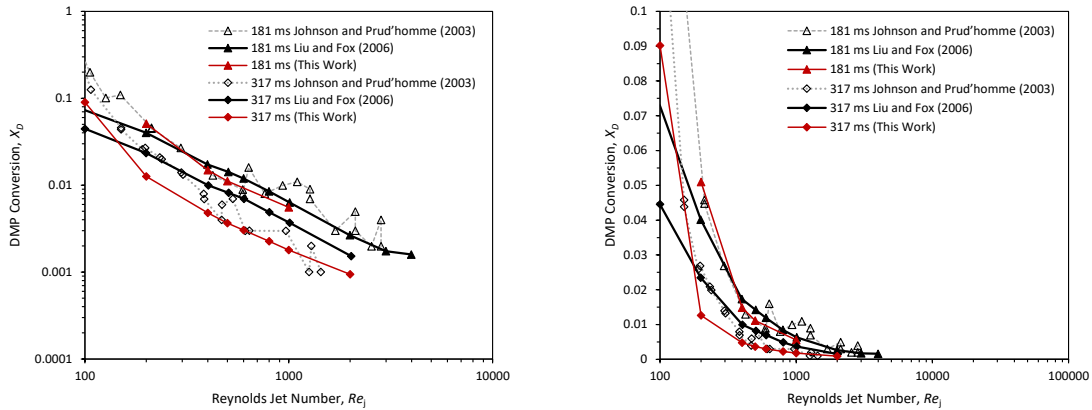 1
0.1
0.01
0.001
0.0001
100
1000
10000
DMP Conversion, X_D
Reynolds Jet Number, Re_j
181 ms Johnson and Prud'homme (2003)
181 ms Liu and Fox (2006)
181 ms (This Work)
317 ms Johnson and Prud'homme (2003)
317 ms Liu and Fox (2006)
317 ms (This Work)
0.1
0.09
0.08
0.07
0.06
0.05
0.04
0.03
0.02
0.01
0
100
1000
10000
DMP Conversion, X_D
Reynolds Jet Number, Re_j
181 ms Johnson and Prud'homme (2003)
181 ms Liu and Fox (2006)
181 ms (This Work)
317 ms Johnson and Prud'homme (2003)
317 ms Liu and Fox (2006)
317 ms (This Work)